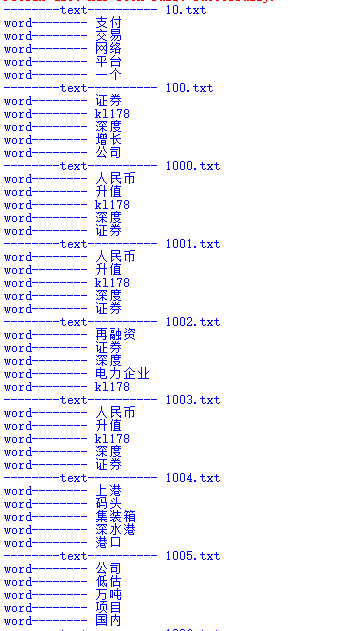 --------text---------- 10.txt
word-------- 支付
word-------- 交易
word-------- 网络
word-------- 平台
word-------- 一个
--------text---------- 100.txt
word-------- 证券
word-------- kl178
word-------- 深度
word-------- 增长
word-------- 公司
--------text---------- 1000.txt
word-------- 人民币
word-------- 升值
word-------- kl178
word-------- 深度
word-------- 证券
--------text---------- 1001.txt
word-------- 人民币
word-------- 升值
word-------- kl178
word-------- 深度
word-------- 证券
--------text---------- 1002.txt
word-------- 再融资
word-------- 证券
word-------- 深度
word-------- 电力企业
word-------- kl178
--------text---------- 1003.txt
word-------- 人民币
word-------- 升值
word-------- kl178
word-------- 深度
word-------- 证券
--------text---------- 1004.txt
word-------- 上港
word-------- 码头
word-------- 集装箱
word-------- 深水港
word-------- 港口
--------text---------- 1005.txt
word-------- 公司
word-------- 低估
word-------- 万吨
word-------- 项目
word-------- 国内